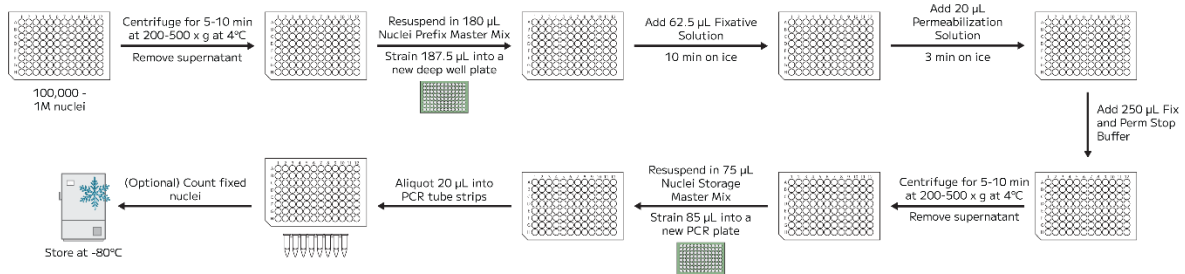 100,000 -
1M nuclei
Centrifuge for 5-10 min
at 200-500 x g at 4°C
Remove supernatant
Resuspend in 180 µL
Nuclei Prefix Master Mix
Strain 187.5 µL into a
new deep well plate
Add 62.5 µL Fixative
Solution
10 min on ice
Add 20 µL
Permeabilization
Solution
3 min on ice
Add 250 µL Fix
and Perm Stop
Buffer
Centrifuge for 5-10 min
at 200-500 x g at 4°C
Remove supernatant
Resuspend in 75 µL
Nuclei Storage
Master Mix
Strain 85 µL into a
new PCR plate
Aliquot 20 µL into
PCR tube strips
(Optional) Count fixed
nuclei
Store at -80°C